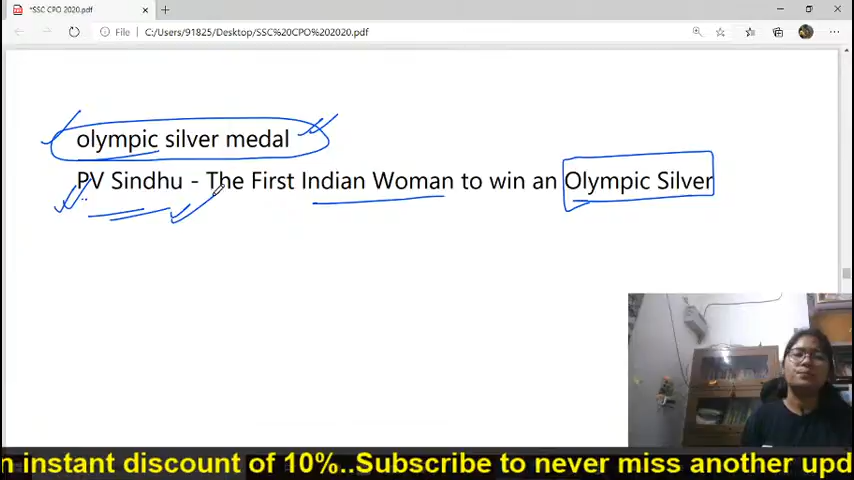 *SSC CPO 2020.pdf
File
C:/Users/91825/Desktop/SSC%20CPO%202020.pdf
olympic silver medal
PV Sindhu - The First Indian Woman to win an Olympic Silver
n instant discount of 10%..Subscribe to never miss another upd